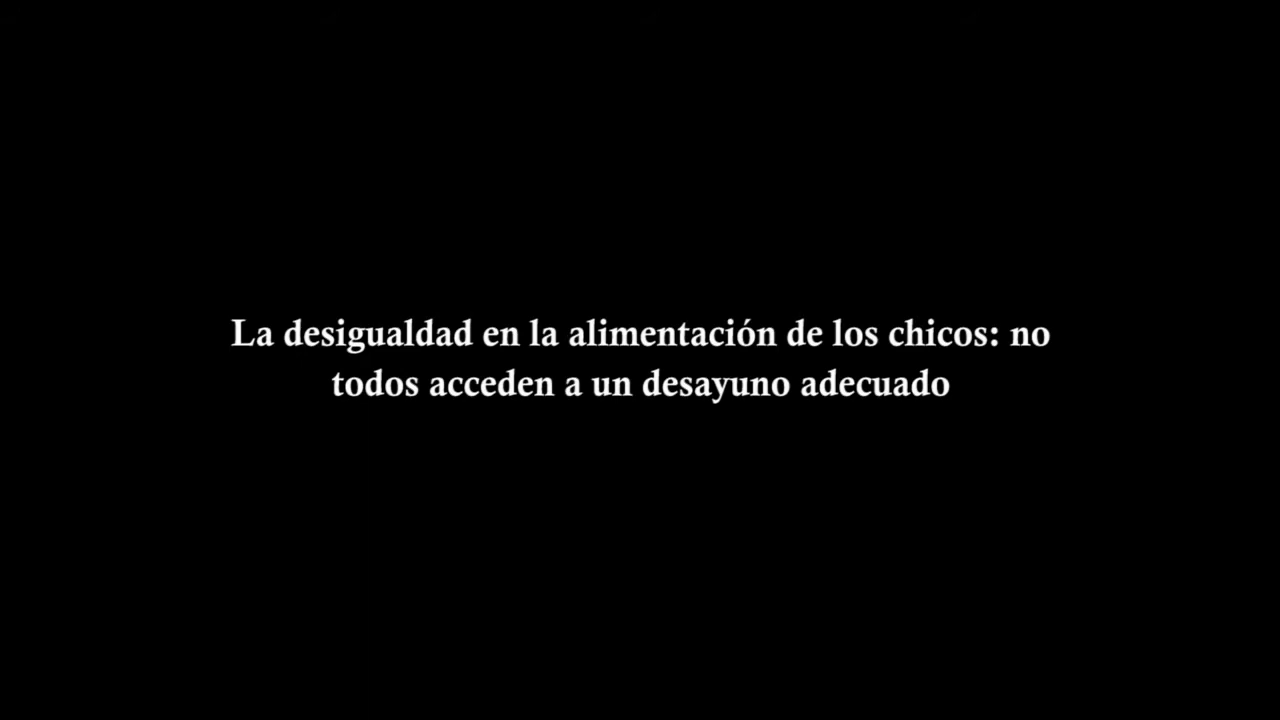 La desigualdad en la alimentación de los chicos: no
todos acceden a un desayuno adecuado